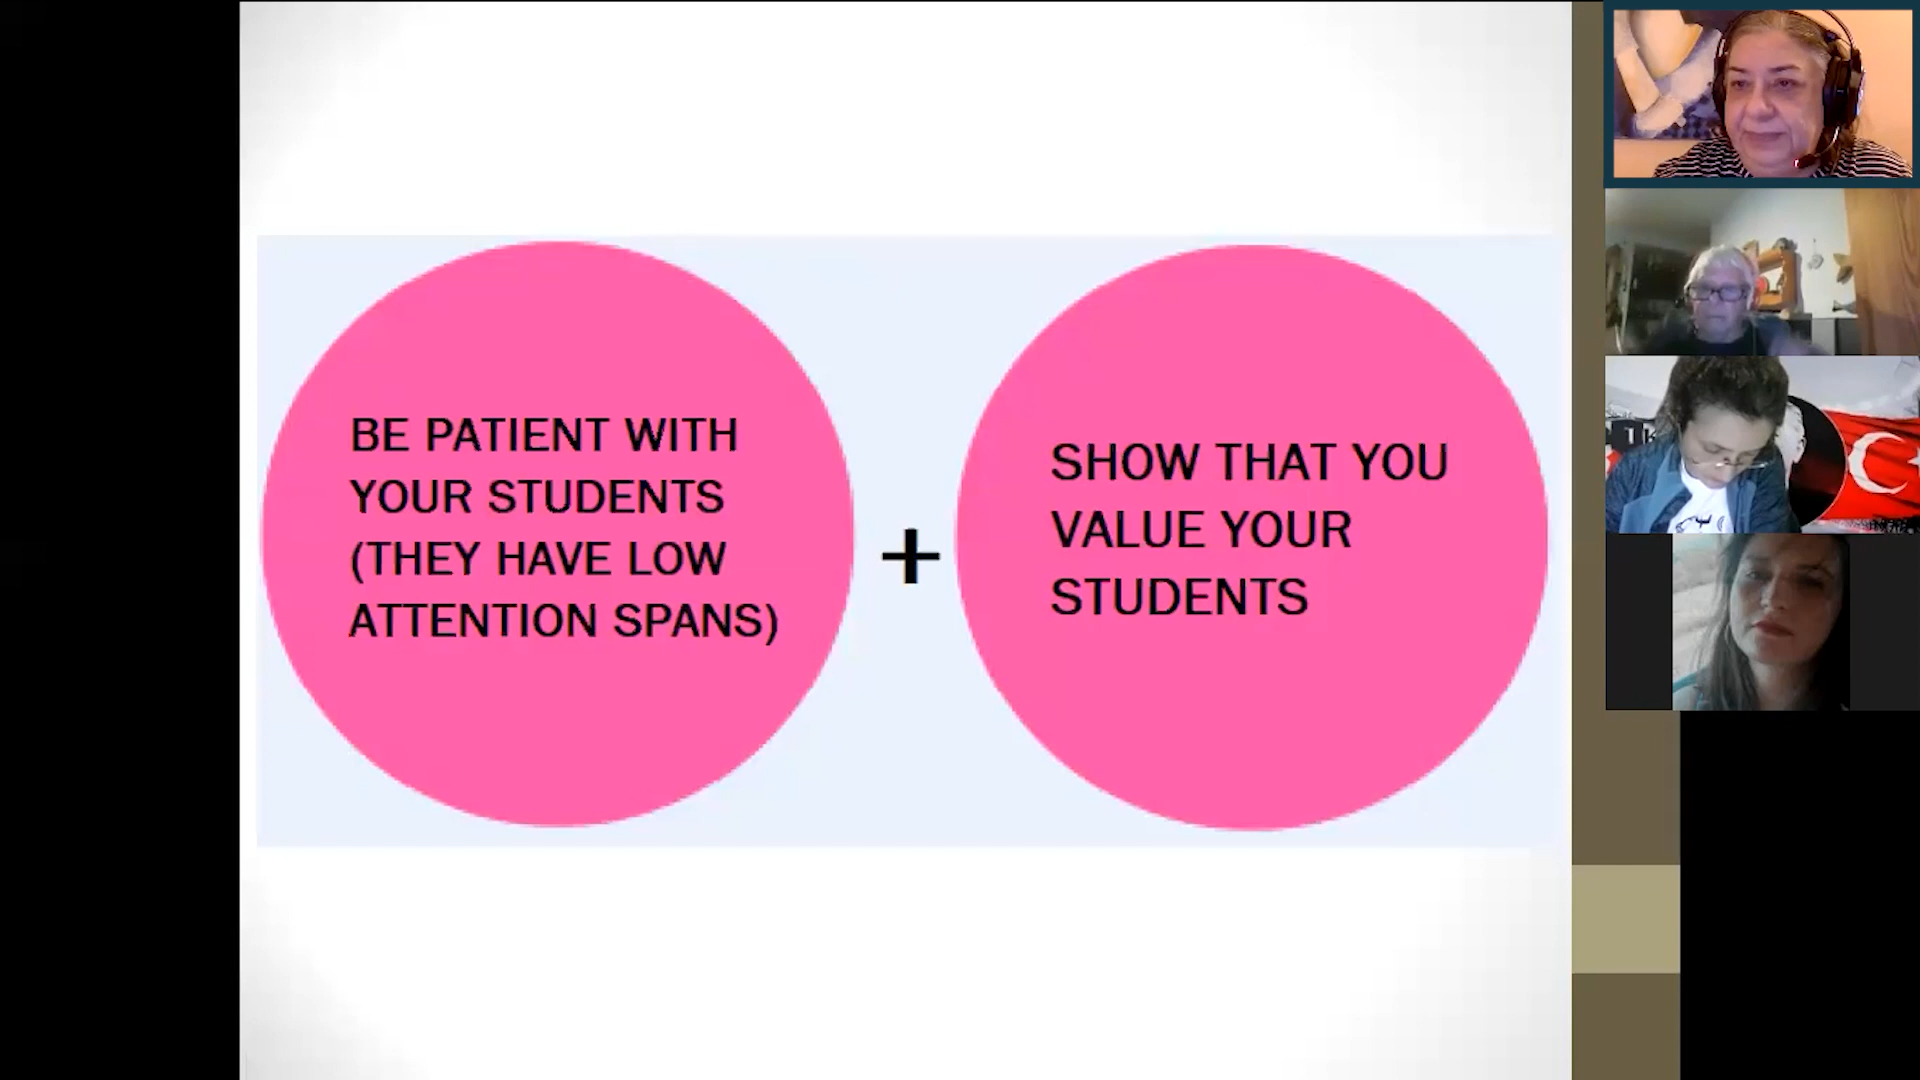 BE PATIENT WITH
YOUR STUDENTS
(THEY HAVE LOW
ATTENTION SPANS)
+
SHOW THAT YOU
VALUE YOUR
STUDENTS